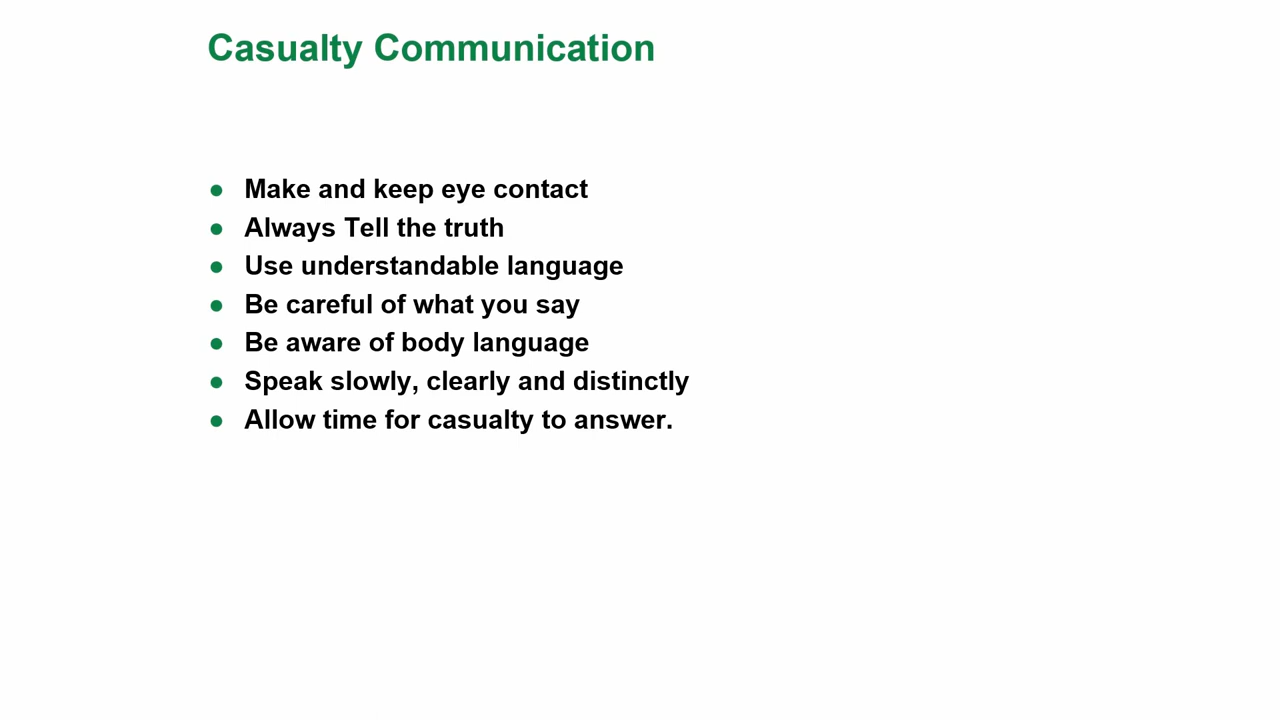 Casualty Communication
● Make and keep eye contact
● Always Tell the truth
● Use understandable language
● Be careful of what you say
● Be aware of body language
● Speak slowly, clearly and distinctly
● Allow time for casualty to answer.